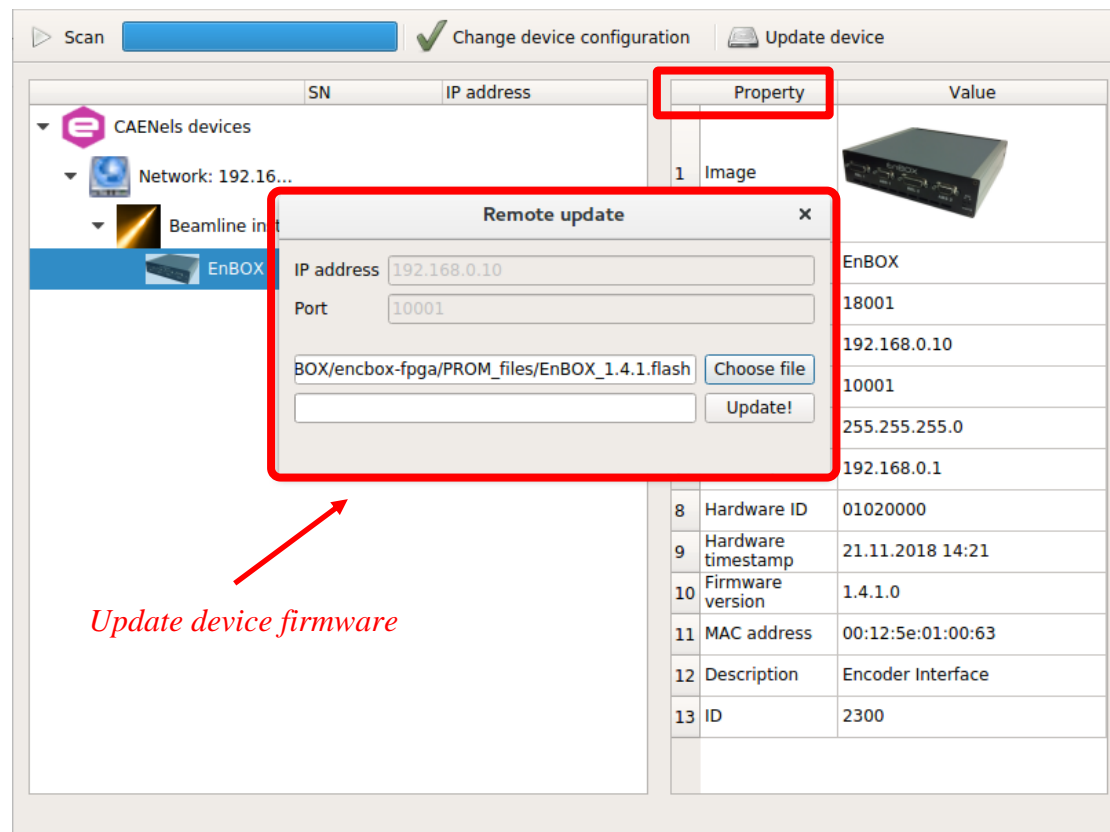 Scan
Change device configuration
Update device
SN IP address
Property Value
CAENels devices
Network: 192.16...
1 Image
EnBOX
Beamline inst
EnBOX
Remote update ×
IP address 192.168.0.10
Port 10001
BOX/encbox-fpga/PROM_files/EnBOX_1.4.1.flash Choose file
Update!
EnBOX
18001
192.168.0.10
10001
255.255.255.0
192.168.0.1
8 Hardware ID 01020000
9 Hardware timestamp 21.11.2018 14:21
10 Firmware version 1.4.1.0
11 MAC address 00:12:5e:01:00:63
12 Description Encoder Interface
13 ID 2300
Update device firmware